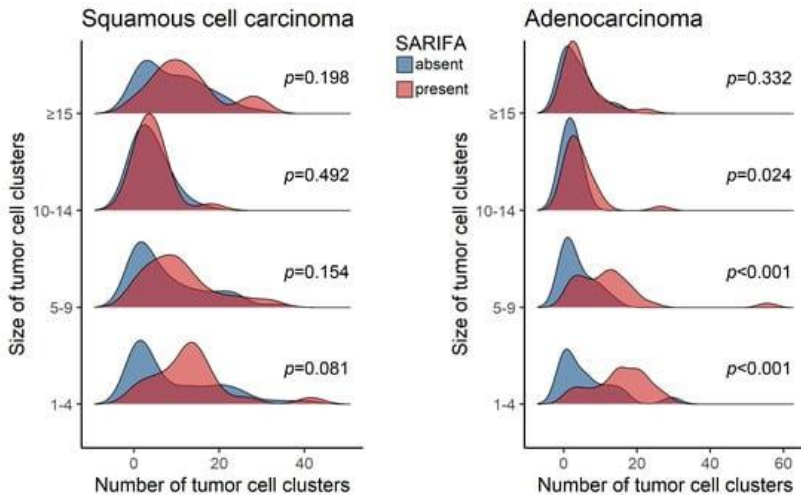 Squamous cell carcinoma
Size of tumor cell clusters
≥15
10-14
5-9
1-4
p=0.198
p=0.492
p=0.154
p=0.081
0
20
40
Number of tumor cell clusters
SARIFA
absent
present
Adenocarcinoma
Size of tumor cell clusters
≥15
10-14
5-9
1-4
p=0.332
p=0.024
p<0.001
p<0.001
0
20
40
60
Number of tumor cell clusters